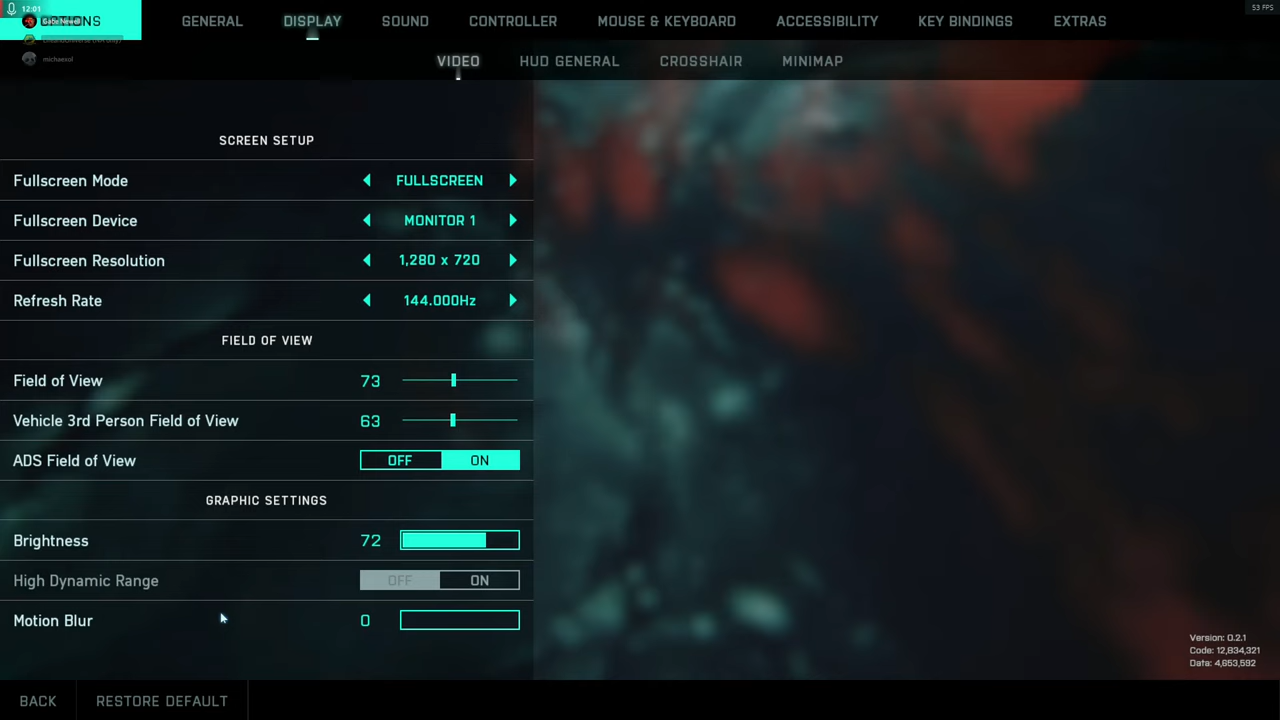 12:01
53 FPS
GENERAL
DISPLAY
SOUND
CONTROLLER
MOUSE & KEYBOARD
ACCESSIBILITY
KEY BINDINGS
EXTRAS
michaexol
VIDEO
HUD GENERAL
CROSSHAIR
MINIMAP
SCREEN SETUP
Fullscreen Mode FULLSCREEN
Fullscreen Device MONITOR 1
Fullscreen Resolution 1,280 x 720
Refresh Rate 144.000Hz
FIELD OF VIEW
Field of View 73
Vehicle 3rd Person Field of View 63
ADS Field of View OFF ON
GRAPHIC SETTINGS
Brightness 72
High Dynamic Range OFF ON
Motion Blur 0
Version: 0.2.1
Code: 12,834,321
Data: 4,653,592
BACK
RESTORE DEFAULT